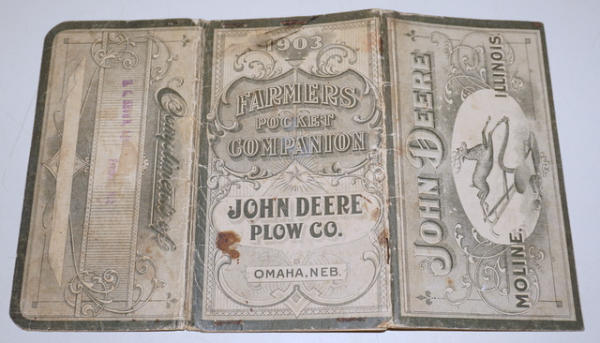 Compliments of
1903
FARMERS
POCKET
COMPANION
JOHN DEERE
PLOW CO.
OMAHA, NEB.
JOHN DEERE
MOLINE, ILLINOIS.